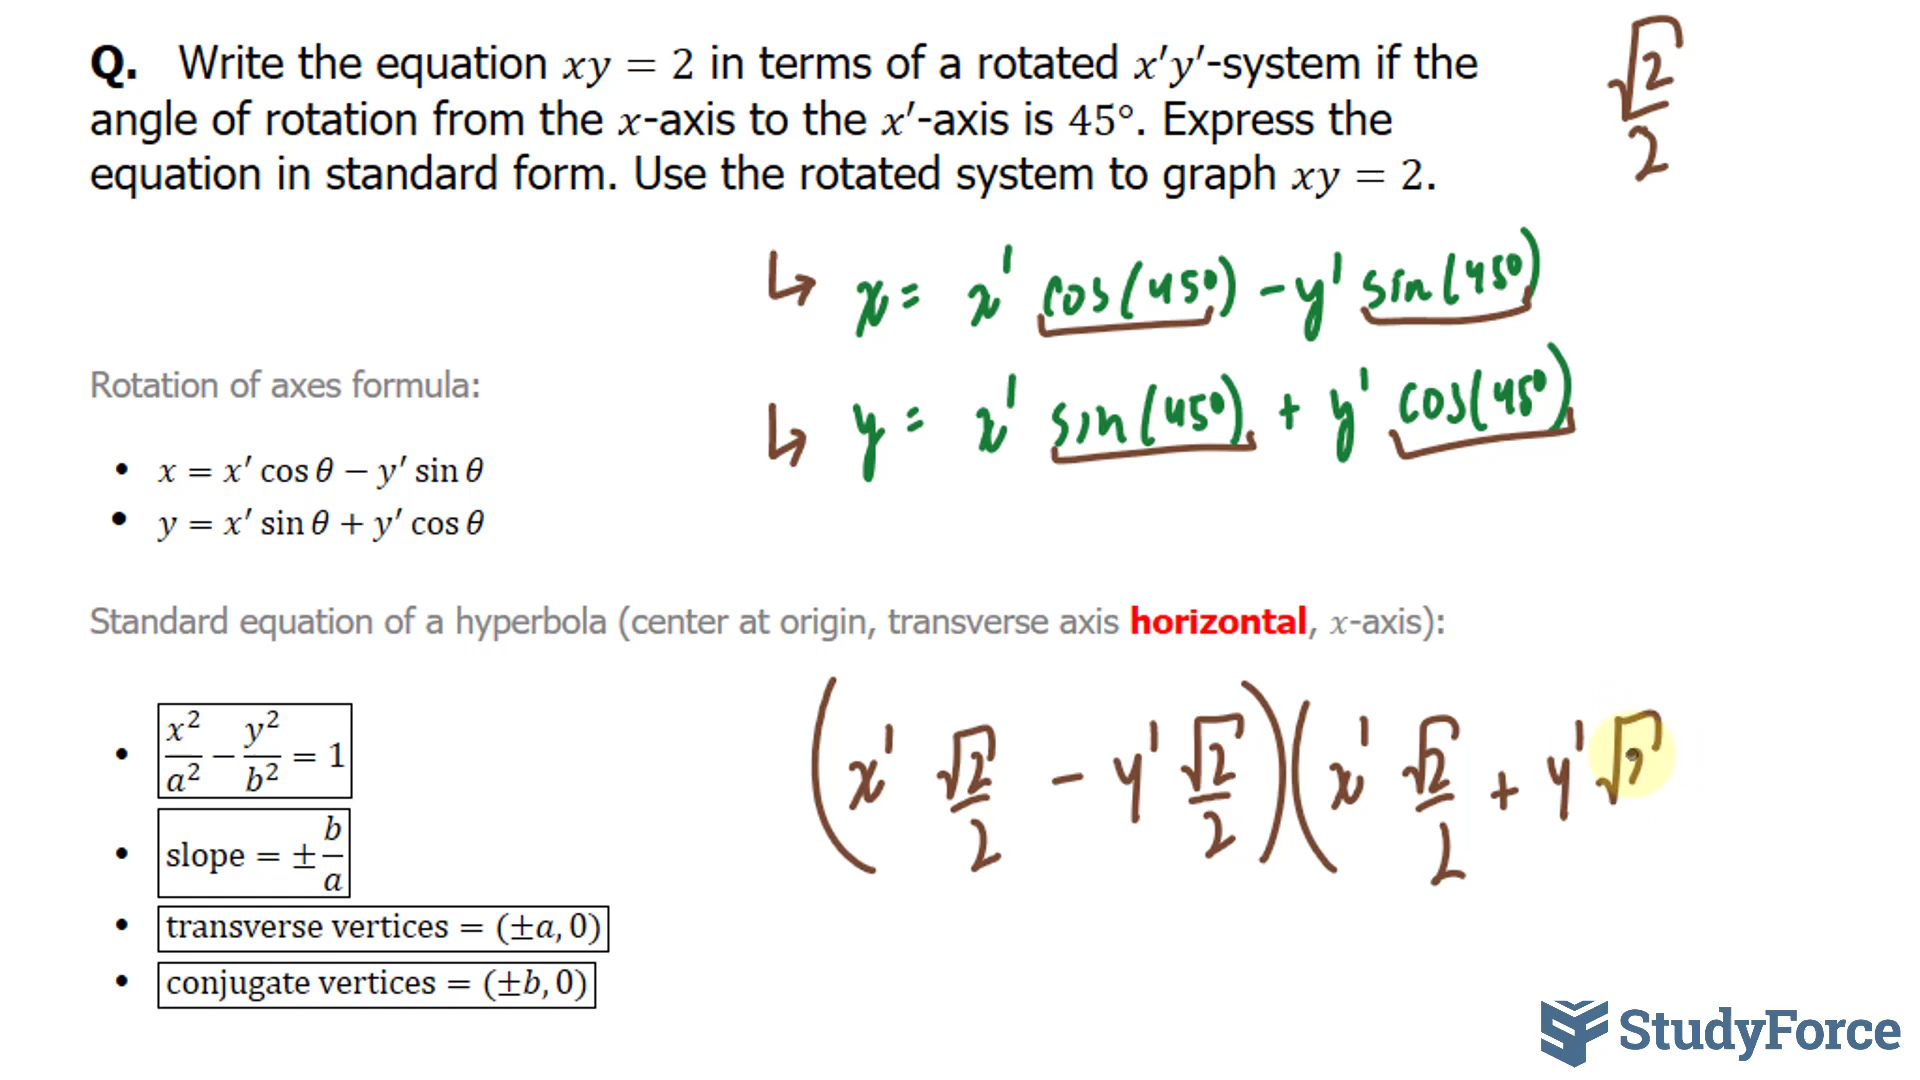 Q. Write the equation xy = 2 in terms of a rotated x′y′-system if the
angle of rotation from the x-axis to the x′-axis is 45°. Express the
equation in standard form. Use the rotated system to graph xy = 2.
√2/2
↳ x = x' cos(45°) - y' sin(45°)
↳ y = x' sin(45°) + y' cos(45°)
Rotation of axes formula:
• x = x′ cos θ − y′ sin θ
• y = x′ sin θ + y′ cos θ
Standard equation of a hyperbola (center at origin, transverse axis horizontal, x-axis):
(x' √2/2 - y' √2/2)(x' √2/2 + y' √2
• x²/a² − y²/b² = 1
• slope = ± b/a
• transverse vertices = (±a, 0)
• conjugate vertices = (±b, 0)
StudyForce